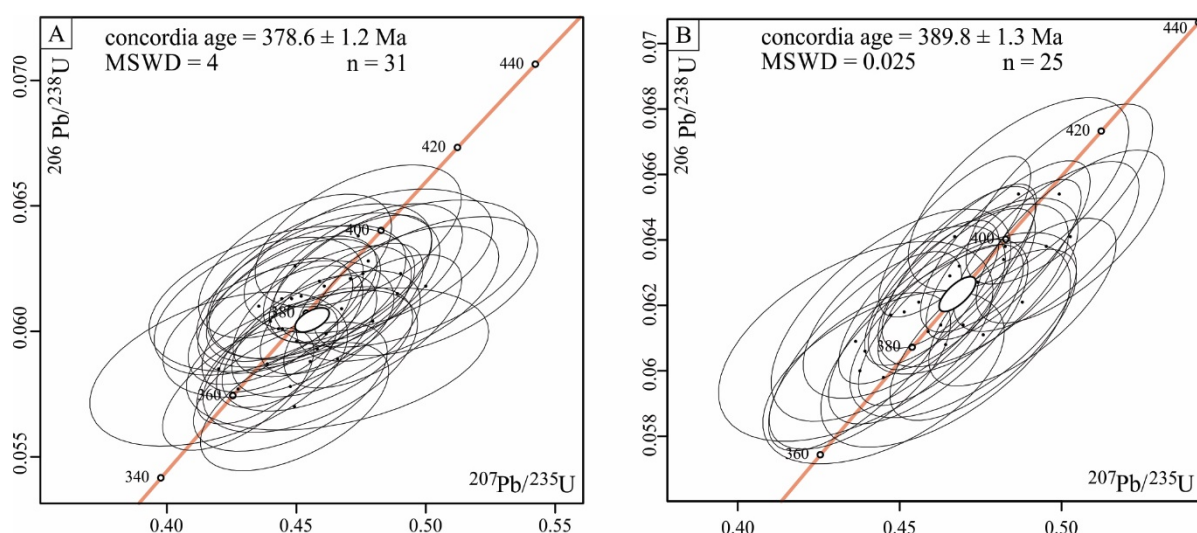 A
concordia age = 378.6 ± 1.2 Ma
MSWD = 4 n = 31
²⁰⁶Pb/²³⁸U
0.070
0.065
0.060
0.055
440
420
400
380
360
340
²⁰⁷Pb/²³⁵U
0.40 0.45 0.50 0.55
B
concordia age = 389.8 ± 1.3 Ma
MSWD = 0.025 n = 25
²⁰⁶Pb/²³⁸U
0.07
0.068
0.066
0.064
0.062
0.06
0.058
440
420
400
380
360
²⁰⁷Pb/²³⁵U
0.40 0.45 0.50